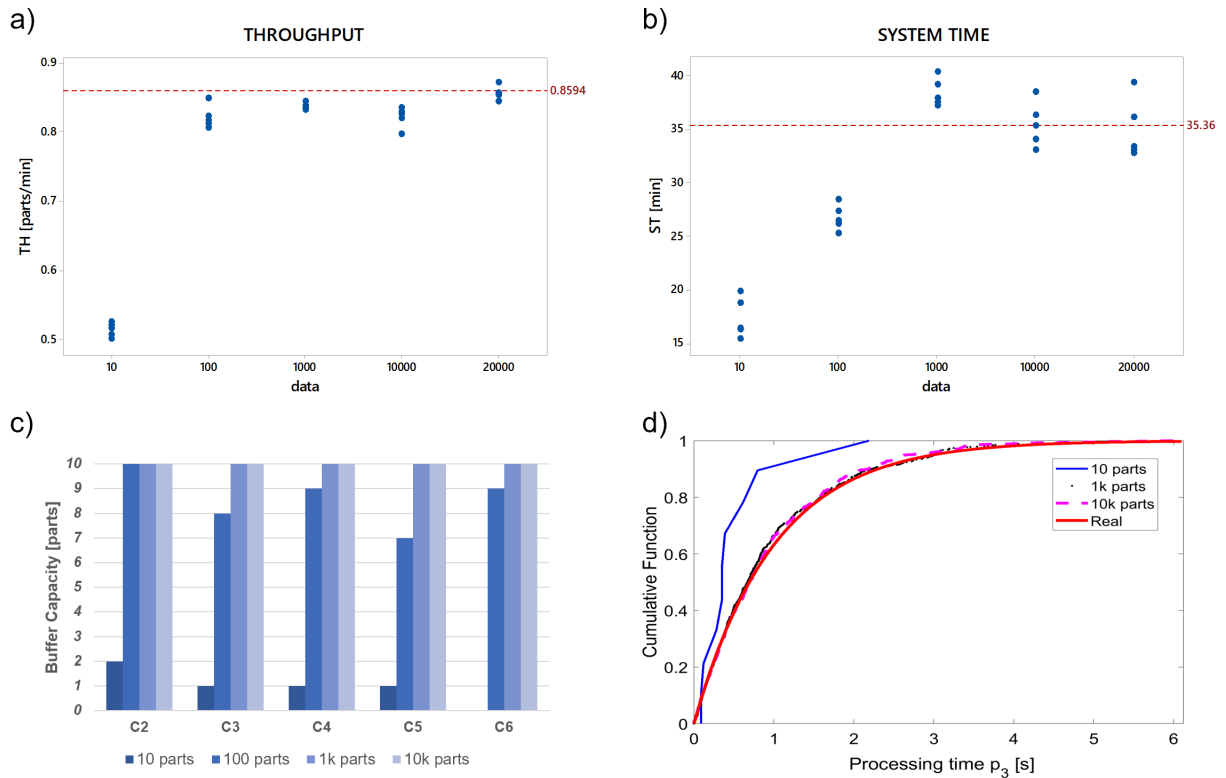 a)
THROUGHPUT
0.9
0.8
0.7
0.6
0.5
TH [parts/min]
0.8594
10 100 1000 10000 20000
data
b)
SYSTEM TIME
40
35
30
25
20
15
ST [min]
35.36
10 100 1000 10000 20000
data
c)
10
9
8
7
6
5
4
3
2
1
0
Buffer Capacity [parts]
C2 C3 C4 C5 C6
10 parts 100 parts 1k parts 10k parts
d)
1
0.8
0.6
0.4
0.2
0
Cumulative Function
10 parts
1k parts
10k parts
Real
0 1 2 3 4 5 6
Processing time p3 [s]